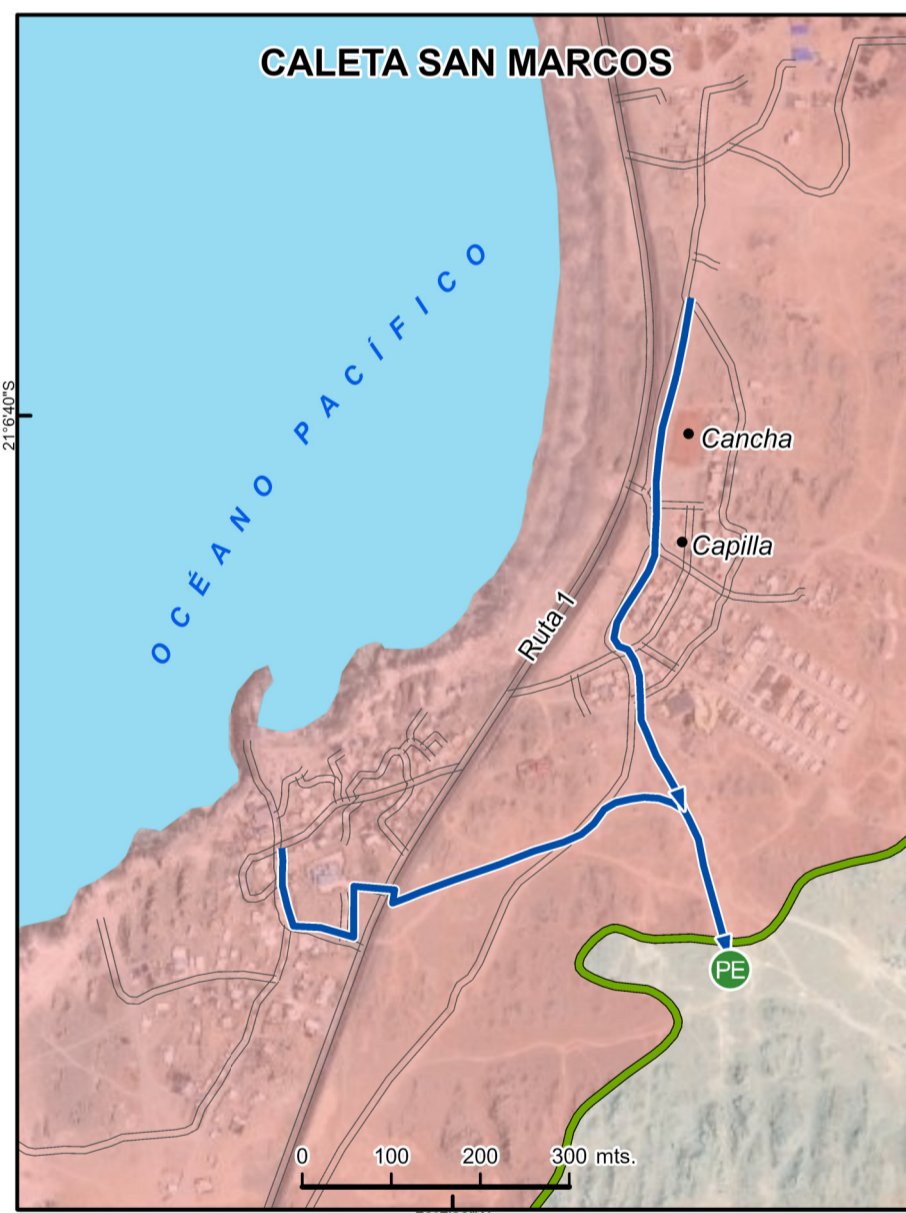 CALETA SAN MARCOS
OCÉANO PACÍFICO
21°6'40"S
Cancha
Capilla
Ruta 1
PE
0 100 200 300 mts.